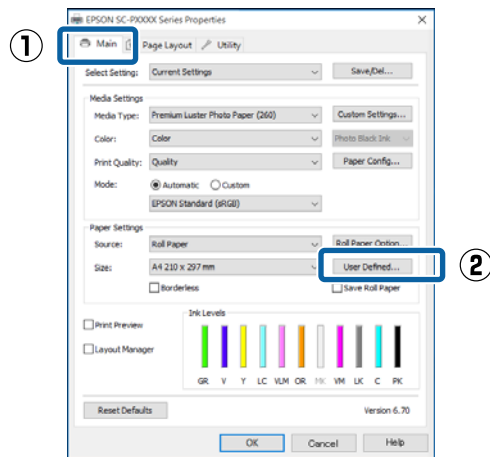 EPSON SC-PXXXX Series Properties
①
Main Page Layout Utility
Select Setting: Current Settings Save/Del...
Media Settings
Media Type: Premium Luster Photo Paper (260) Custom Settings...
Color: Color Photo Black Ink
Print Quality: Quality Paper Config...
Mode: Automatic Custom
EPSON Standard (sRGB)
Paper Settings
Source: Roll Paper Roll Paper Option...
Size: A4 210 x 297 mm User Defined...
②
Borderless Save Roll Paper
Ink Levels
Print Preview
Layout Manager
GR V Y LC VLM OR MK VM LK C PK
Reset Defaults Version 6.70
OK Cancel Help